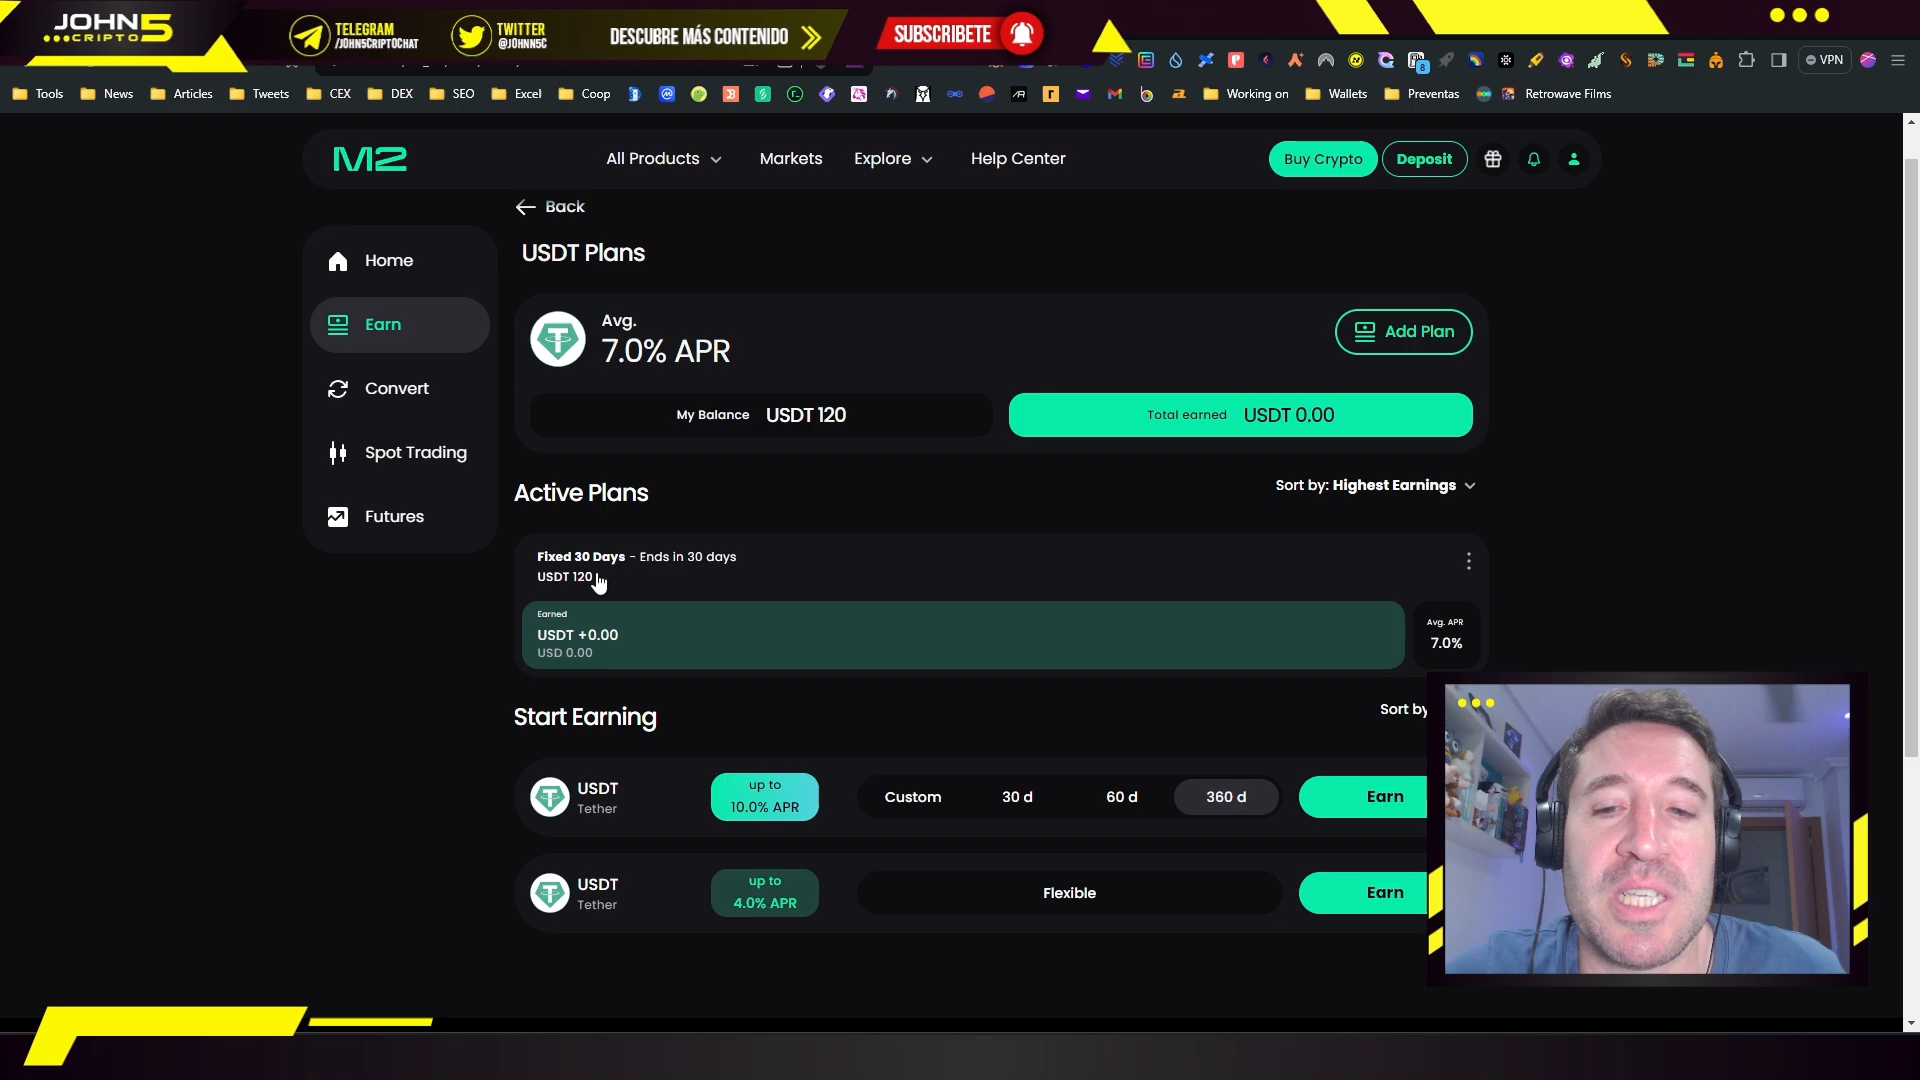 JOHN5
CRIPTO
TELEGRAM
/JOHN5CRIPTOCHAT
TWITTER
@JOHNN5C
DESCUBRE MÁS CONTENIDO
SUBSCRIBETE
8
VPN
Tools
News
Articles
Tweets
CEX
DEX
SEO
Excel
Coop
Working on
Wallets
Preventas
Retrowave Films
M2
All Products
Markets
Explore
Help Center
Buy Crypto
Deposit
Back
Home
Earn
Convert
Spot Trading
Futures
USDT Plans
Avg.
7.0% APR
Add Plan
My Balance USDT 120
Total earned USDT 0.00
Active Plans
Sort by: Highest Earnings
Fixed 30 Days - Ends in 30 days
USDT 120
Earned
USDT +0.00
USD 0.00
Avg. APR
7.0%
Start Earning
Sort by
USDT
Tether
up to
10.0% APR
Custom
30 d
60 d
360 d
Earn
USDT
Tether
up to
4.0% APR
Flexible
Earn